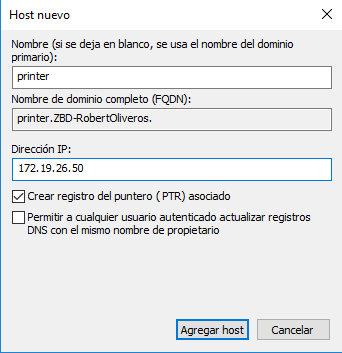 Host nuevo
Nombre (si se deja en blanco, se usa el nombre del dominio
primario):
printer
Nombre de dominio completo (FQDN):
printer.ZBD-RobertOliveros.
Dirección IP:
172.19.26.50
Crear registro del puntero (PTR) asociado
Permitir a cualquier usuario autenticado actualizar registros
DNS con el mismo nombre de propietario
Agregar host
Cancelar